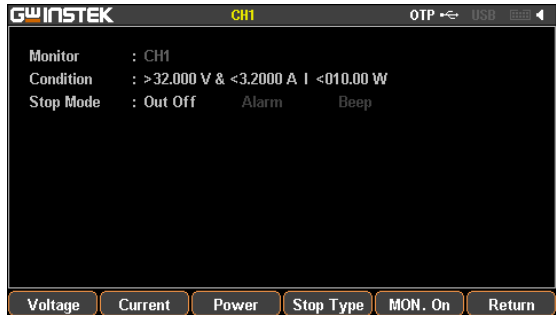 GWINSTEK CH1 OTP USB
Monitor : CH1
Condition : >32.000 V & <3.2000 A | <010.00 W
Stop Mode : Out Off Alarm Beep
Voltage Current Power Stop Type MON. On Return